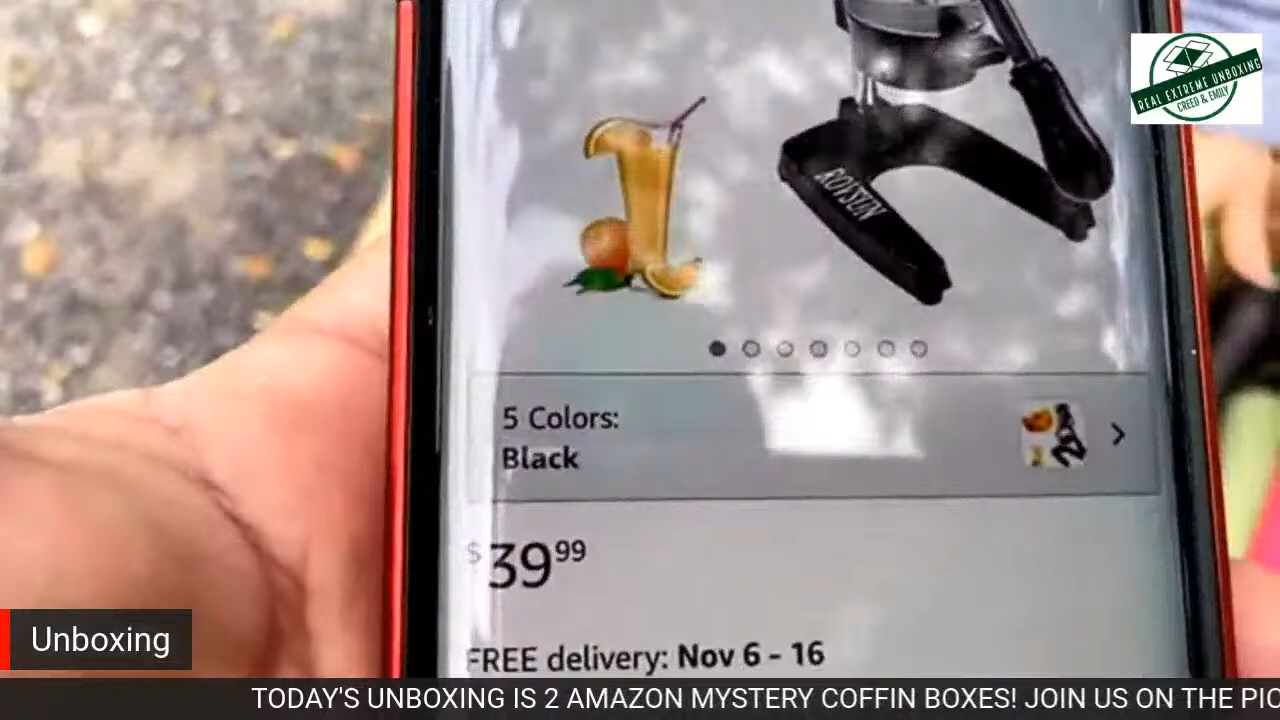 REAL EXTREME UNBOXING
CREED & EMILY
ROVSUN
5 Colors:
Black
$39.99
FREE delivery: Nov 6 - 16
Unboxing
TODAY'S UNBOXING IS 2 AMAZON MYSTERY COFFIN BOXES! JOIN US ON THE PIC